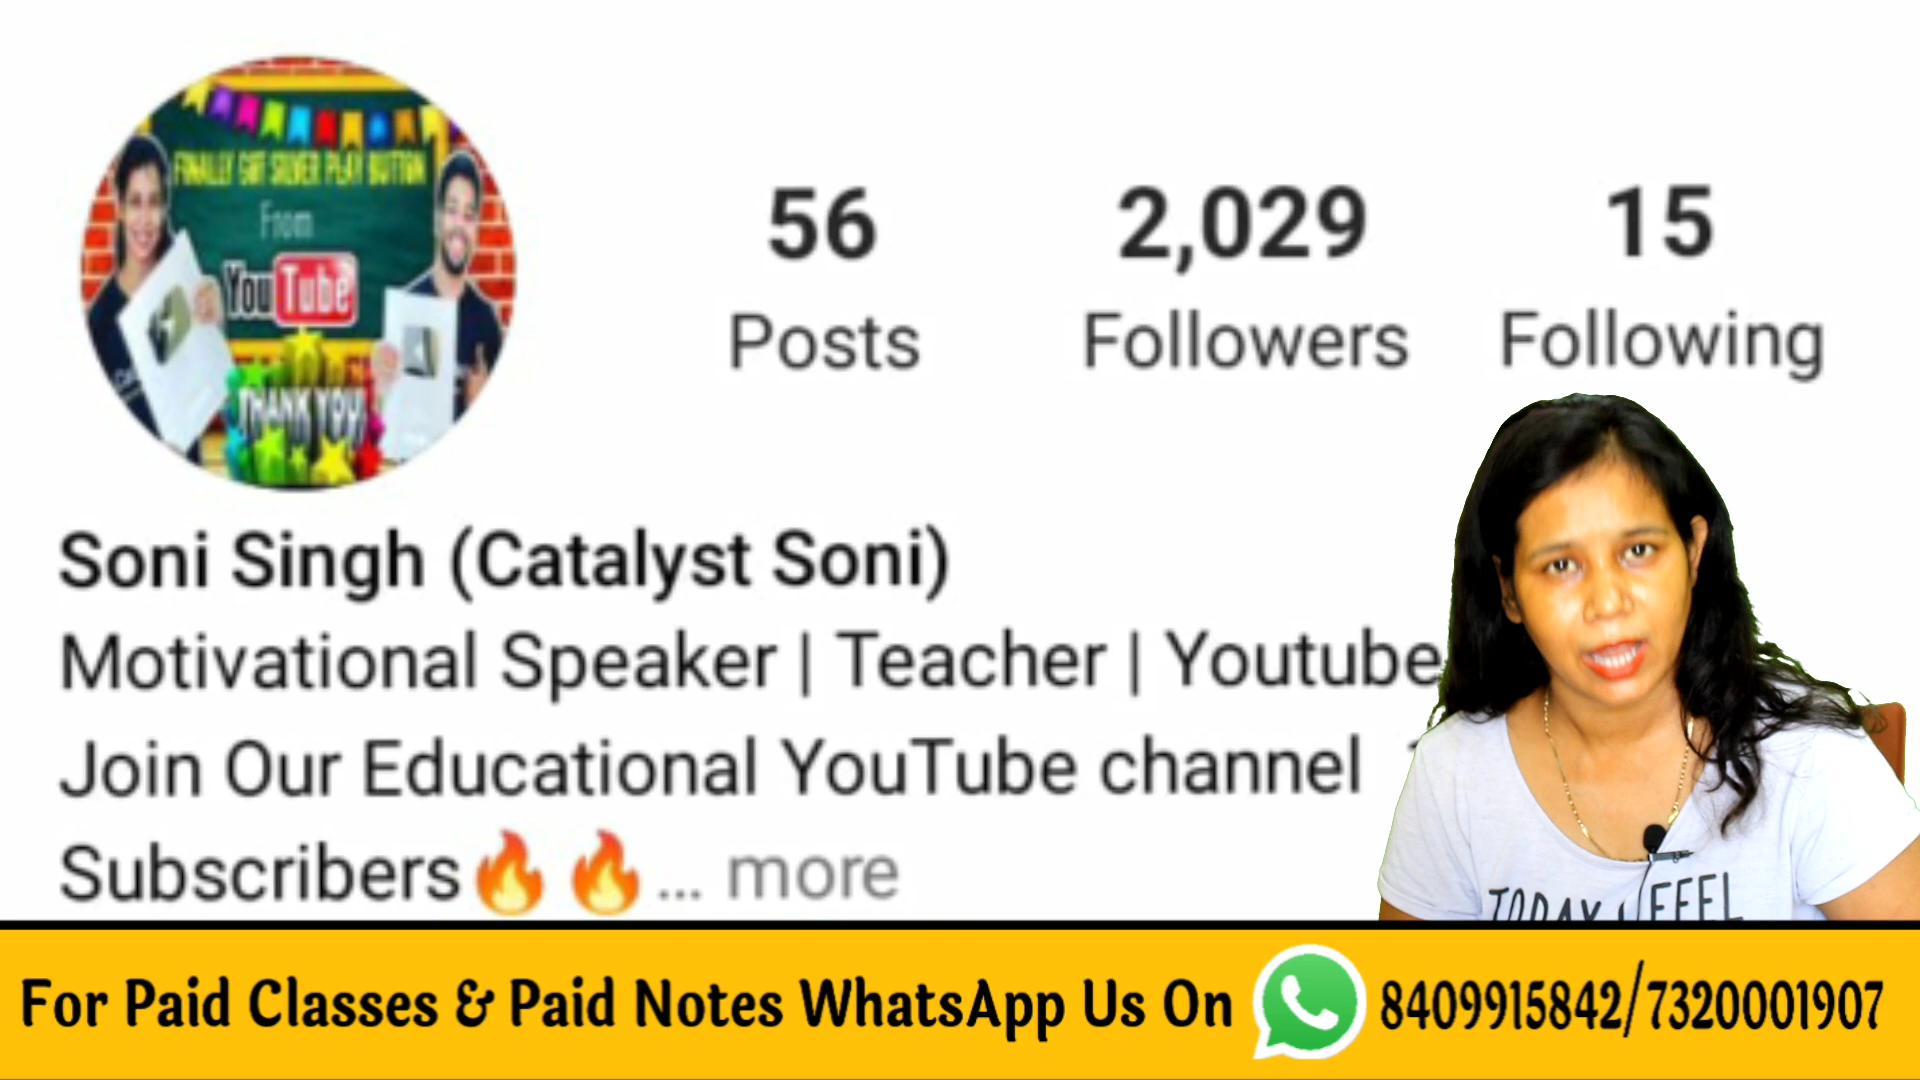 FINALLY GOT SILVER PLAY BUTTON
From
YouTube
THANK YOU
56 2,029 15
Posts Followers Following
Soni Singh (Catalyst Soni)
Motivational Speaker | Teacher | Youtube
Join Our Educational YouTube channel
Subscribers🔥🔥... more
TODAY I FEEL
For Paid Classes & Paid Notes WhatsApp Us On 8409915842/7320001907